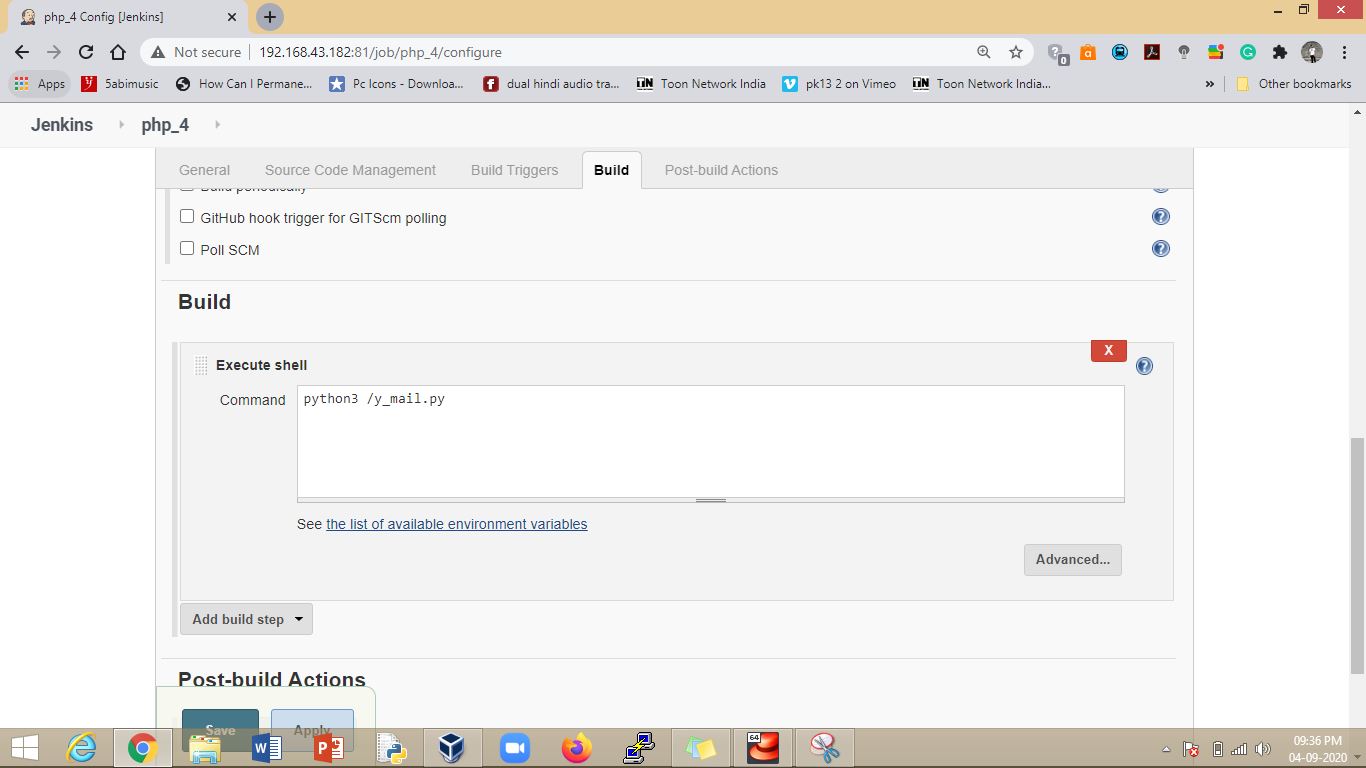 php_4 Config [Jenkins]
Not secure | 192.168.43.182:81/job/php_4/configure
Apps 5abimusic How Can I Permane... Pc Icons - Downloa... dual hindi audio tra... Toon Network India pk13 2 on Vimeo Toon Network India... » Other bookmarks
Jenkins php_4
General Source Code Management Build Triggers Build Post-build Actions
Build periodically
GitHub hook trigger for GITScm polling
Poll SCM
Build
X
Execute shell
Command python3 /y_mail.py
See the list of available environment variables
Advanced...
Add build step
Post-build Actions
Save Apply
09:36 PM
04-09-2020